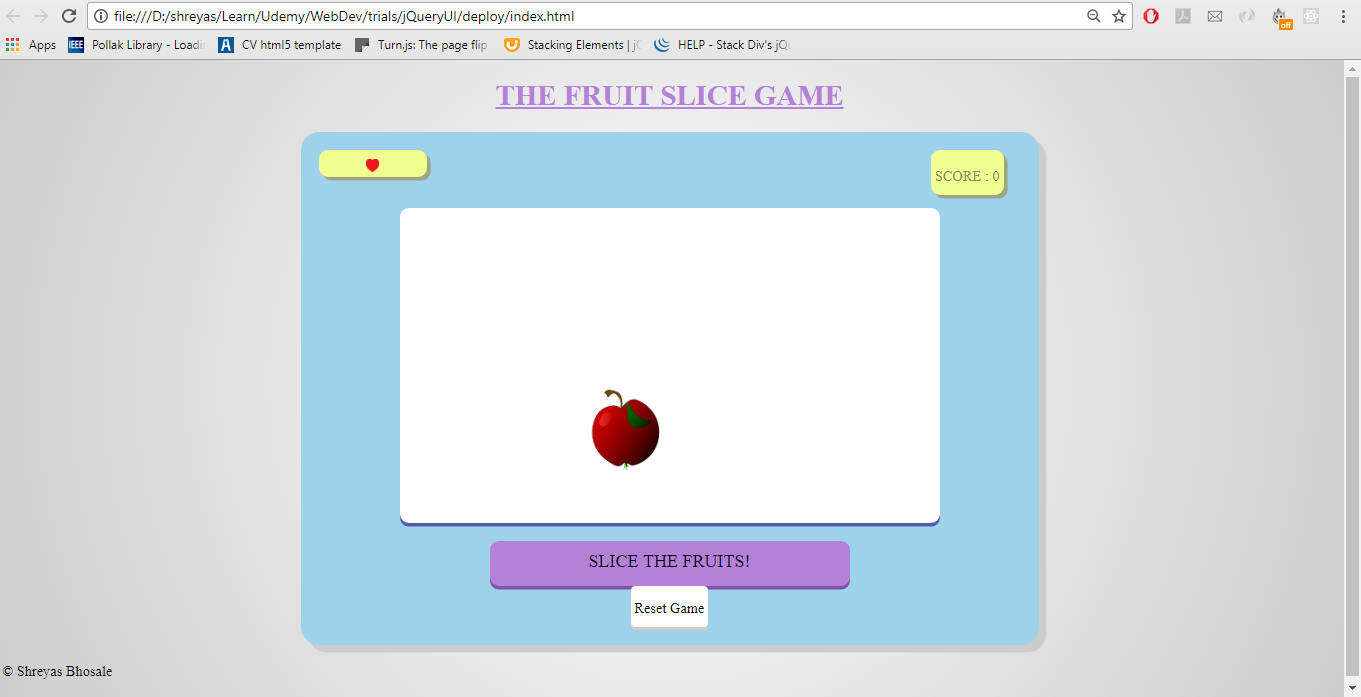 file:///D:/shreyas/Learn/Udemy/WebDev/trials/jQueryUI/deploy/index.html
off
Apps IEEE Pollak Library - Loadi A CV html5 template Turn.js: The page flip Stacking Elements | jQ HELP - Stack Div's jQu
THE FRUIT SLICE GAME
SCORE : 0
SLICE THE FRUITS!
Reset Game
© Shreyas Bhosale